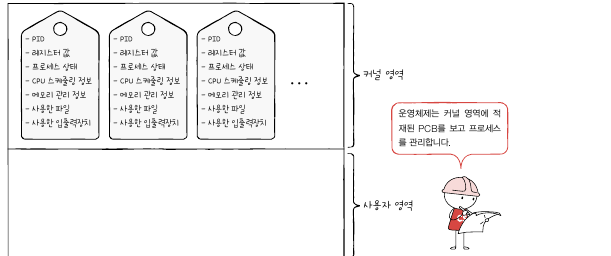 - PID
- 레지스터 값
- 프로세스 상태
- CPU 스케줄링 정보
- 메모리 관리 정보
- 사용한 파일
- 사용한 입출력장치
- PID
- 레지스터 값
- 프로세스 상태
- CPU 스케줄링 정보
- 메모리 관리 정보
- 사용한 파일
- 사용한 입출력장치
- PID
- 레지스터 값
- 프로세스 상태
- CPU 스케줄링 정보
- 메모리 관리 정보
- 사용한 파일
- 사용한 입출력장치
...
커널 영역
운영체제는 커널 영역에 적
재된 PCB를 보고 프로세스
를 관리합니다.
사용자 영역